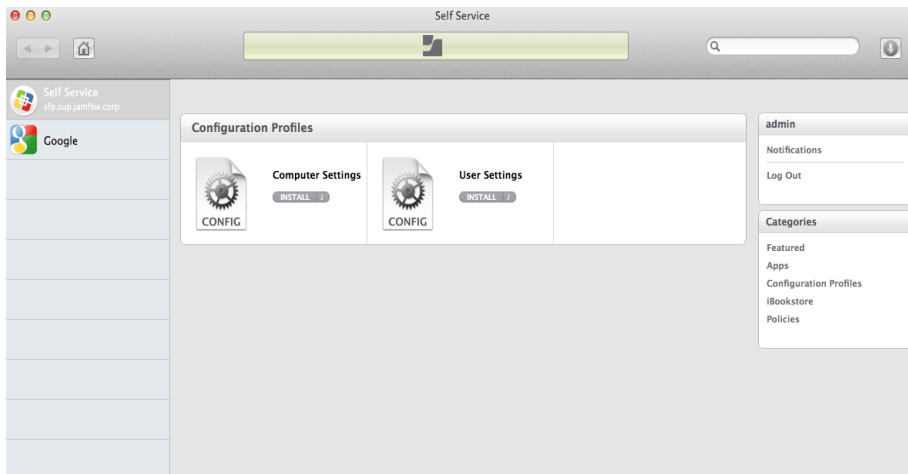 Self Service
Self Service
sfp.sup.jamfsw.corp
Google
Configuration Profiles
Computer Settings
INSTALL i
CONFIG
User Settings
INSTALL i
CONFIG
admin
Notifications
Log Out
Categories
Featured
Apps
Configuration Profiles
iBookstore
Policies